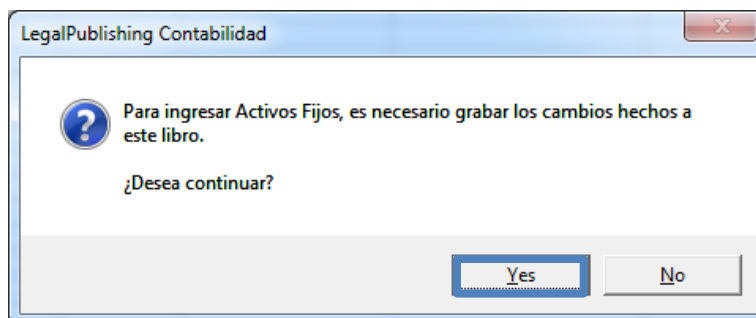 LegalPublishing Contabilidad
Para ingresar Activos Fijos, es necesario grabar los cambios hechos a
este libro.
¿Desea continuar?
Yes
No